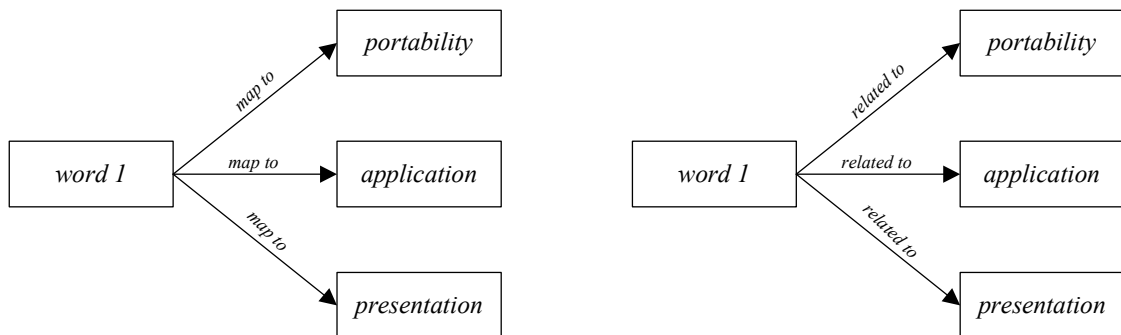 portability
map to
word 1
map to
application
map to
presentation
portability
related to
word 1
related to
application
related to
presentation